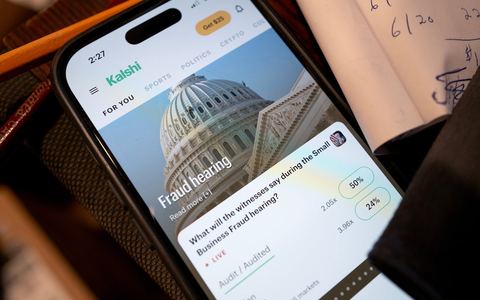 2:27
Get $25
Kalshi
FOR YOU SPORTS POLITICS CRYPTO
Fraud hearing
Read more
What will the witnesses say during the Small
Business Fraud hearing?
LIVE
2.05x 50%
Audit / Audited
3.96x 24%
markets
6/20